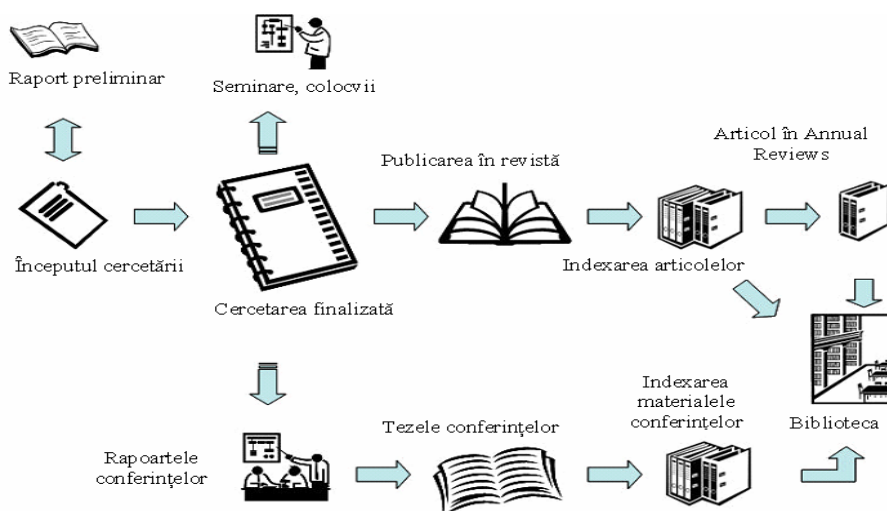 Raport preliminar
Seminare, colocvii
Publicarea în revistă
Articol în Annual
Reviews
Începutul cercetării
Cercetarea finalizată
Indexarea articolelor
Rapoartele
conferinţelor
Tezele conferinţelor
Indexarea
materialele
conferinţelor
Biblioteca